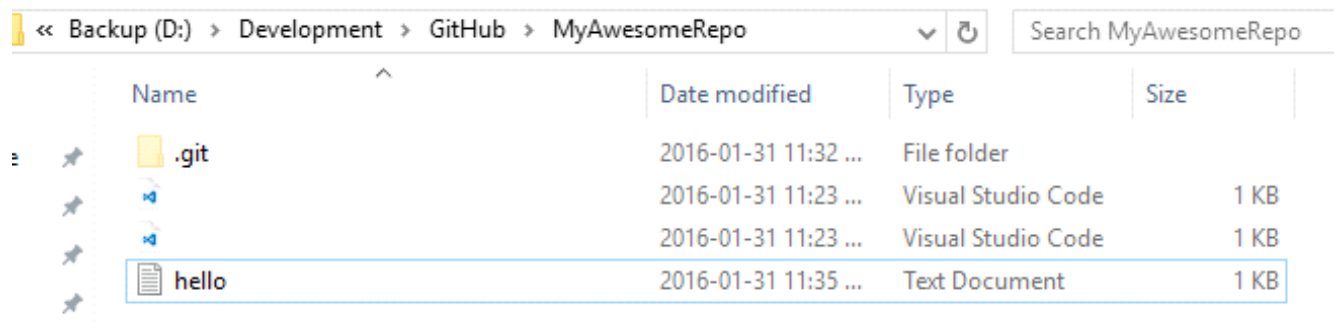 « Backup (D:) > Development > GitHub > MyAwesomeRepo Search MyAwesomeRepo
Name Date modified Type Size
.git 2016-01-31 11:32 ... File folder
2016-01-31 11:23 ... Visual Studio Code 1 KB
2016-01-31 11:23 ... Visual Studio Code 1 KB
hello 2016-01-31 11:35 ... Text Document 1 KB